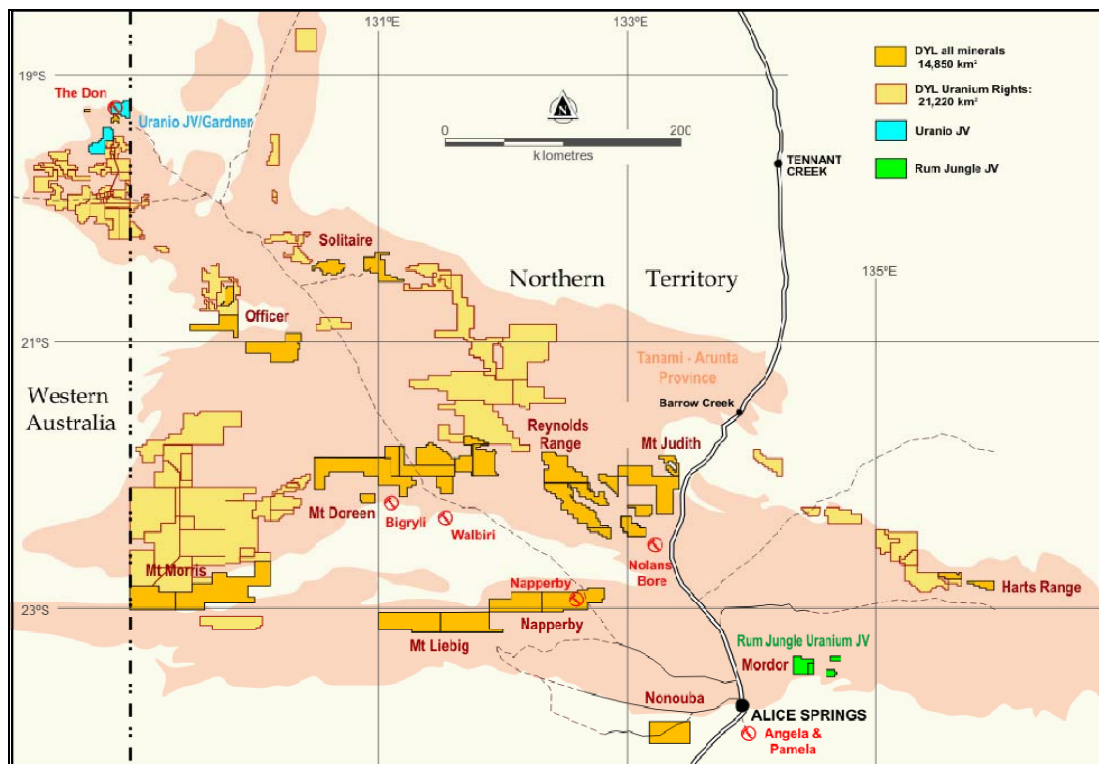 131ºE
133ºE
DYL all minerals
14,850 km²
DYL Uranium Rights:
21,220 km²
Uranio JV
Rum Jungle JV
19ºS
The Don
Uranio JV/Gardner
N
0
200
kilometres
TENNANT
CREEK
Solitaire
Northern Territory
135ºE
Officer
21ºS
Tanami - Arunta
Province
Western
Australia
Barrow Creek
Reynolds
Range
Mt Judith
Mt Doreen
Bigryli
Walbiri
Nolans
Bore
Mt Morris
Napperby
Harts Range
23ºS
Napperby
Mt Liebig
Rum Jungle Uranium JV
Mordor
Nonouba
ALICE SPRINGS
Angela &
Pamela